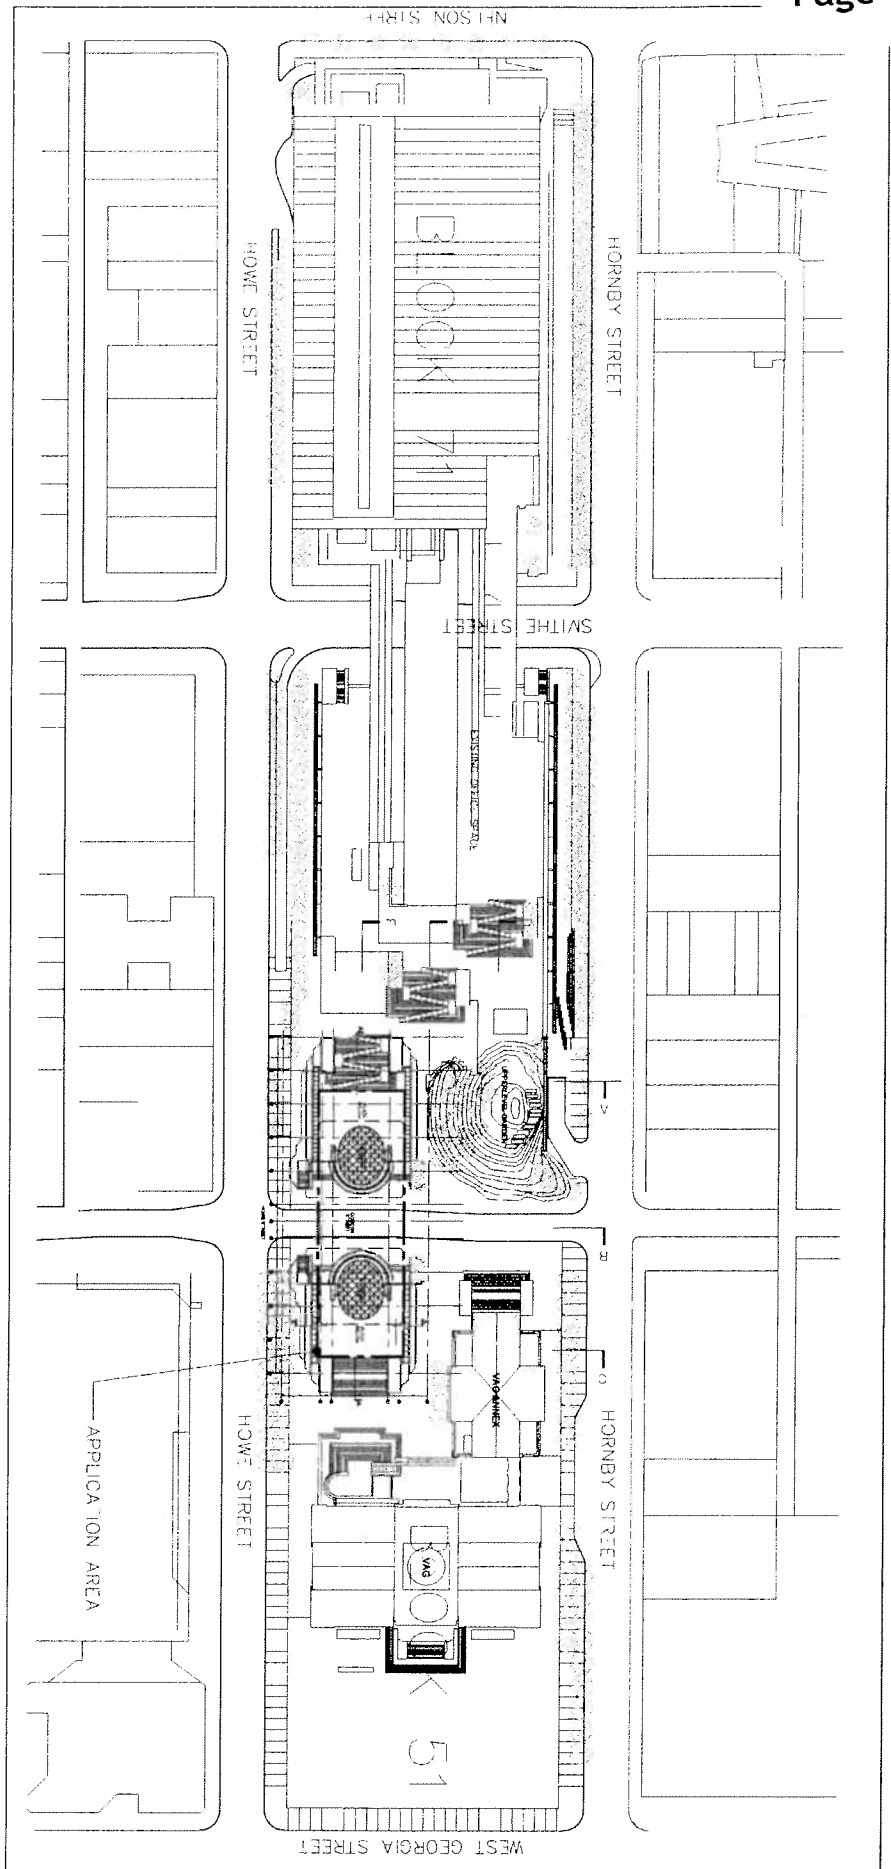 Page
NELSON STREET
BLOCK 71
HOWE STREET
HORNBY STREET
SMITHE STREET
EXISTING OFFICE SPACE
A
B
C
VAG ANNEX
HOWE STREET
HORNBY STREET
APPLICATION AREA
VAG
BLOCK 51
WEST GEORGIA STREET